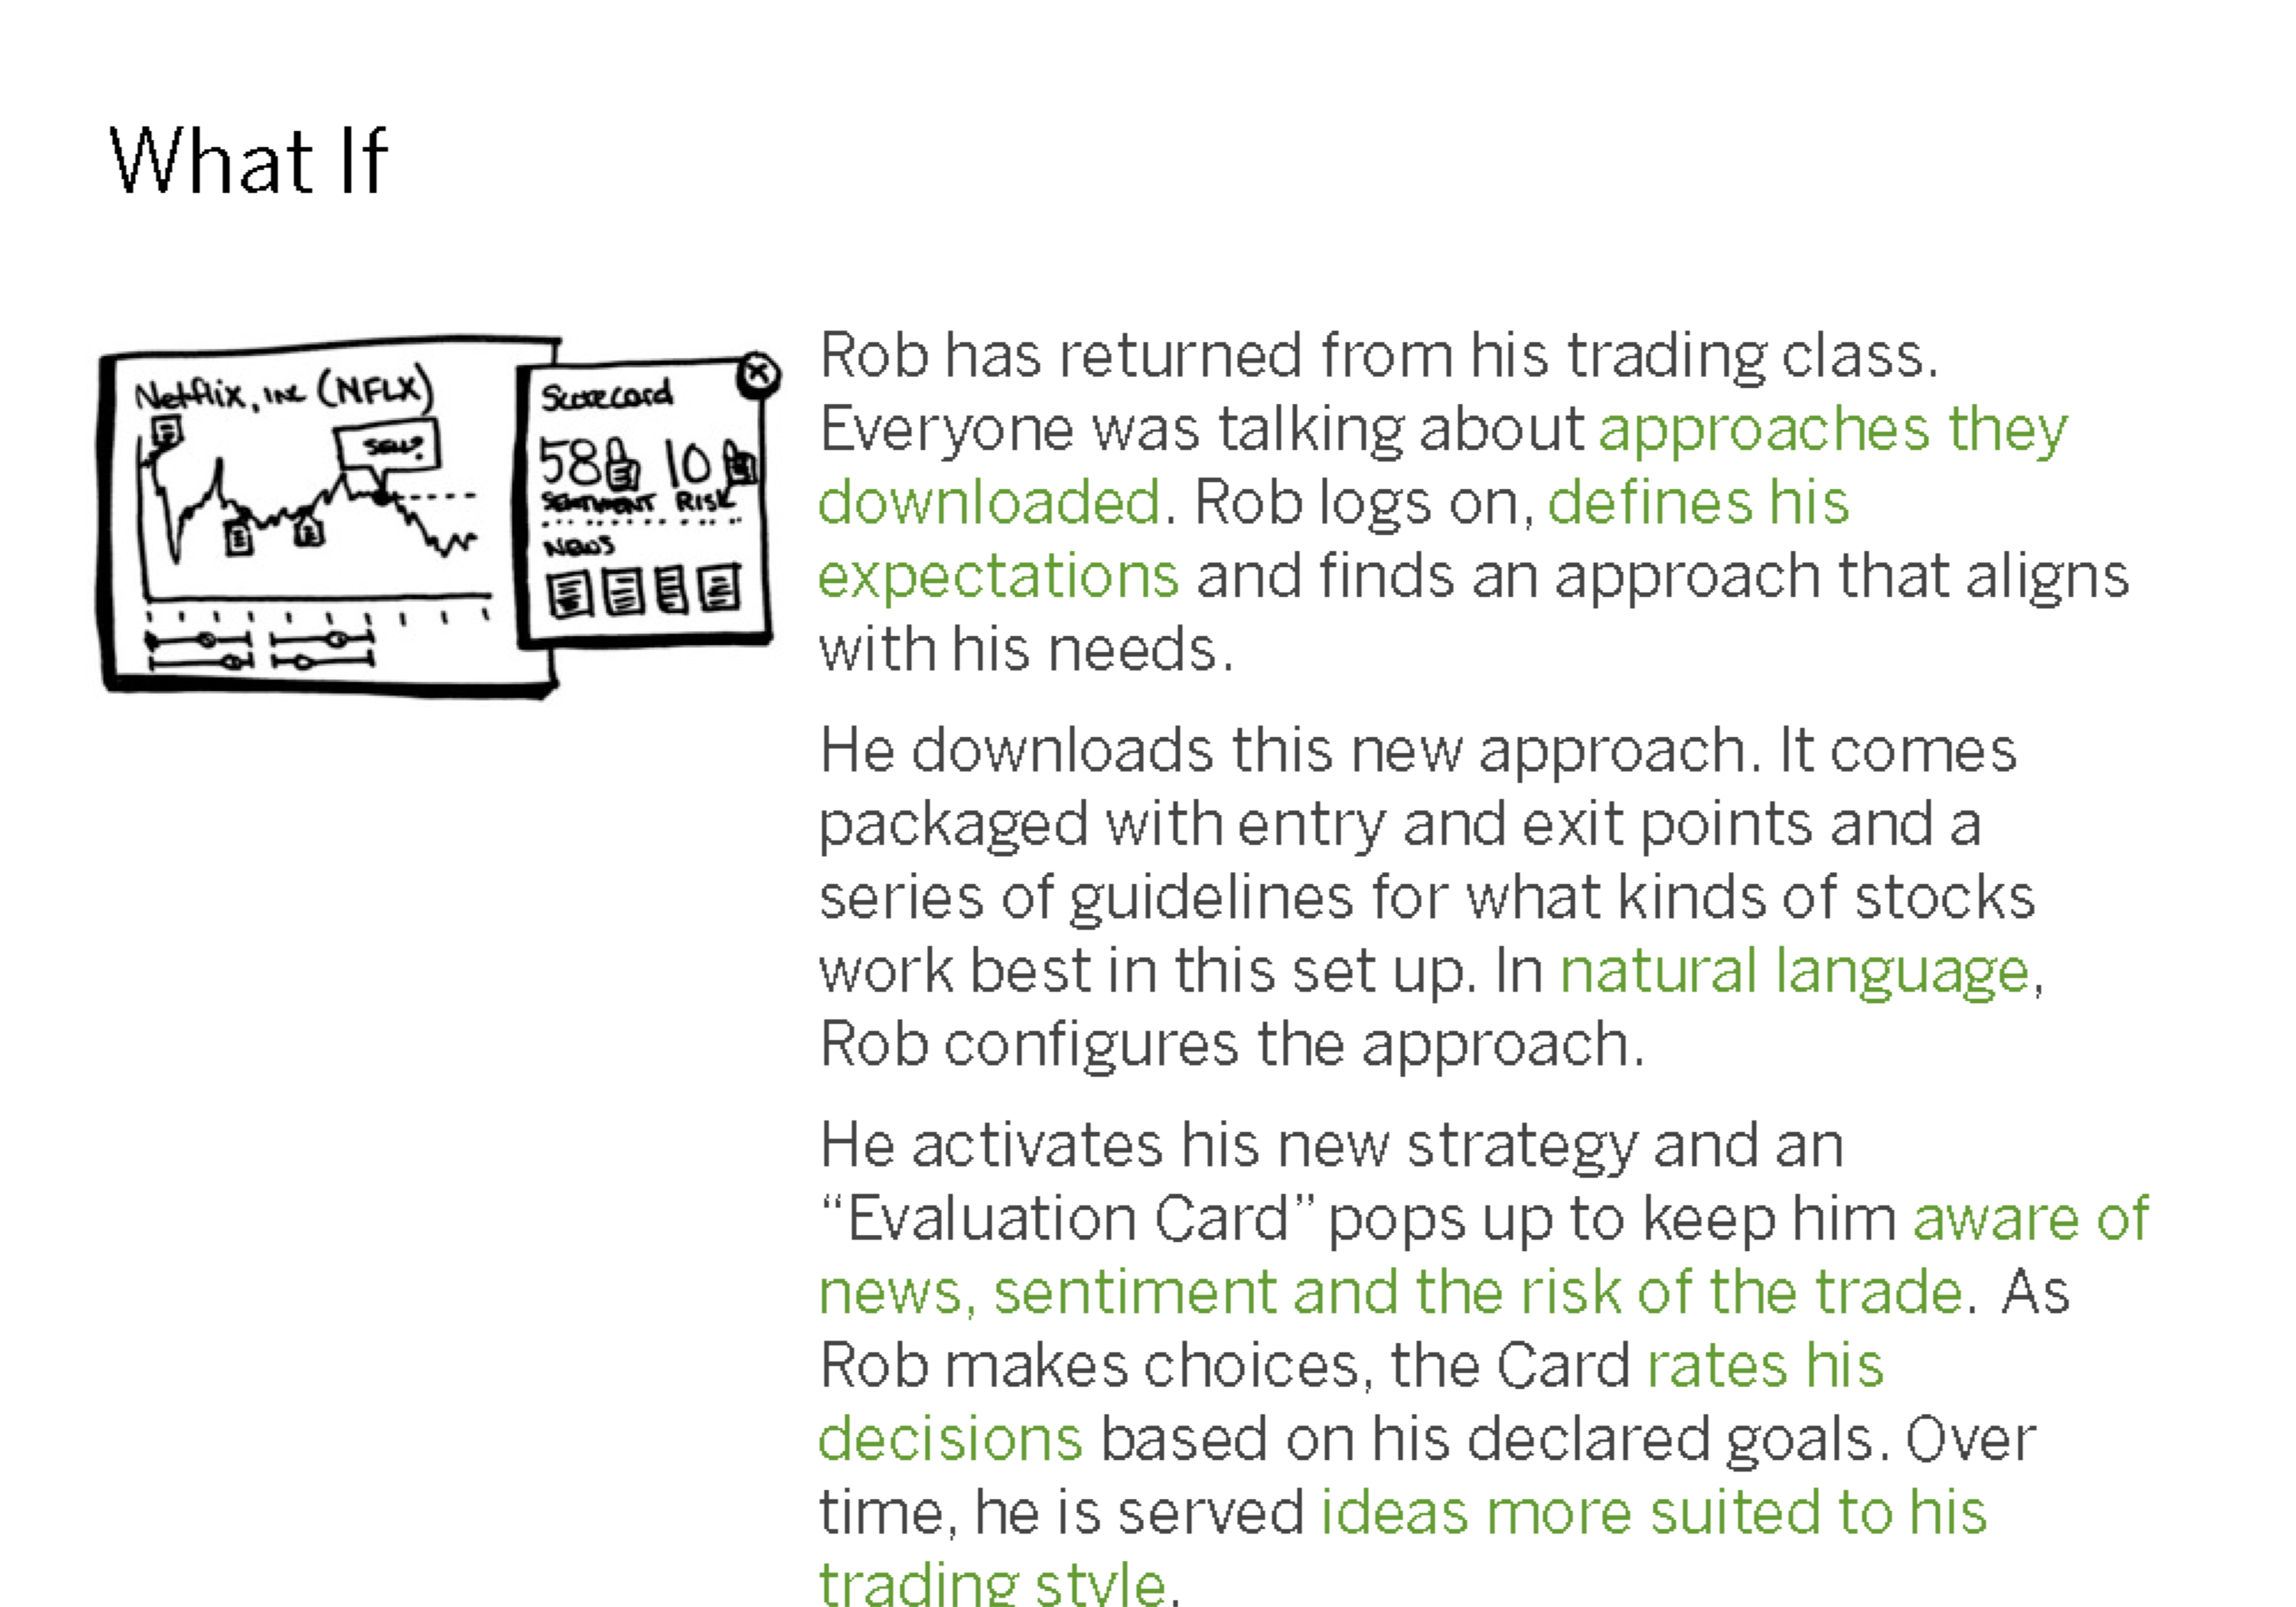 What If
Netflix, Inc (NFLX)
SELL?
Scorecard
58 10
SENTIMENT RISK
NEWS
Rob has returned from his trading class.
Everyone was talking about approaches they
downloaded. Rob logs on, defines his
expectations and finds an approach that aligns
with his needs.
He downloads this new approach. It comes
packaged with entry and exit points and a
series of guidelines for what kinds of stocks
work best in this set up. In natural language,
Rob configures the approach.
He activates his new strategy and an
“Evaluation Card” pops up to keep him aware of
news, sentiment and the risk of the trade. As
Rob makes choices, the Card rates his
decisions based on his declared goals. Over
time, he is served ideas more suited to his
trading style.